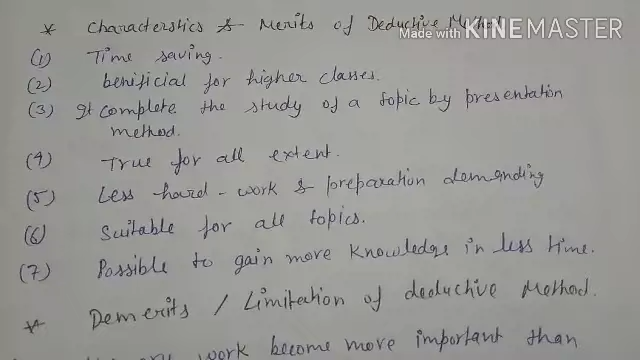 * Characterstics & Merits of Deductive Method
Made with KINEMASTER
(1) Time saving.
(2) benificial for higher classes.
(3) It complete the study of a topic by presentation
method.
(4) True for all extent.
(5) Less hard-work & preparation demanding
(6) Suitable for all topics.
(7) Possible to gain more knowledge in less time.
* Demerits / Limitation of deductive Method.
work become more important than